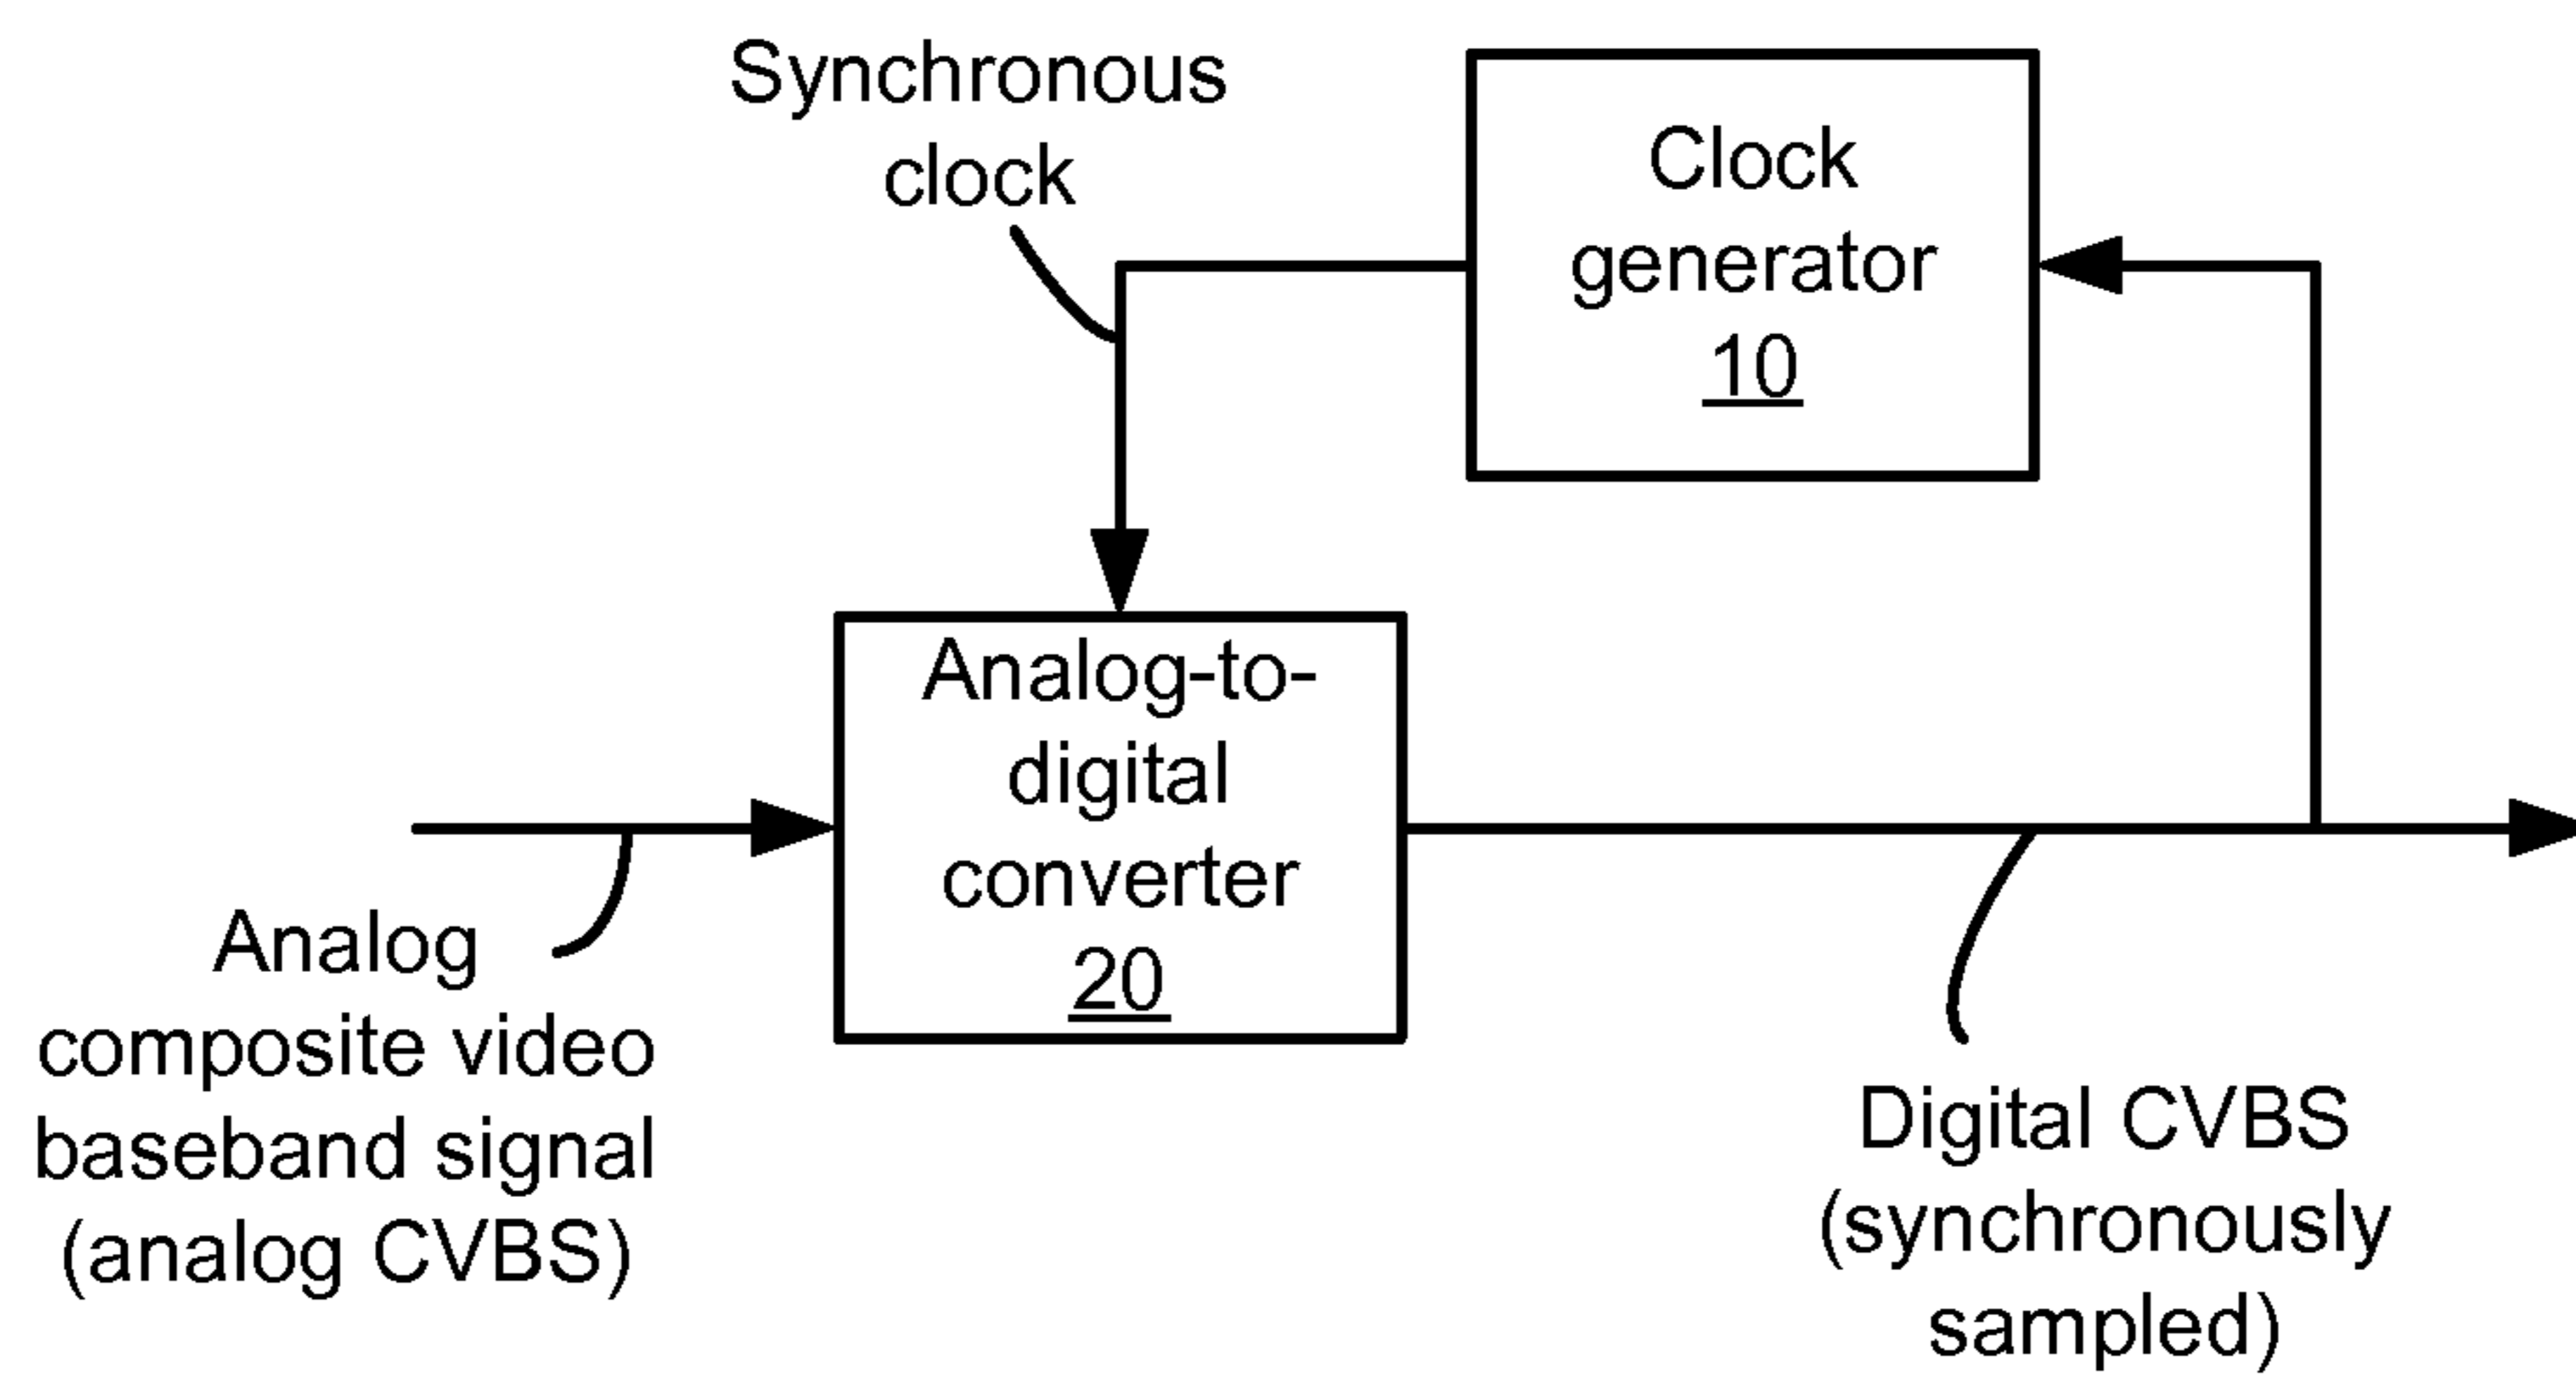 Synchronous
clock
Clock
generator
10
Analog-to-
digital
converter
20
Analog
composite video
baseband signal
(analog CVBS)
Digital CVBS
(synchronously
sampled)